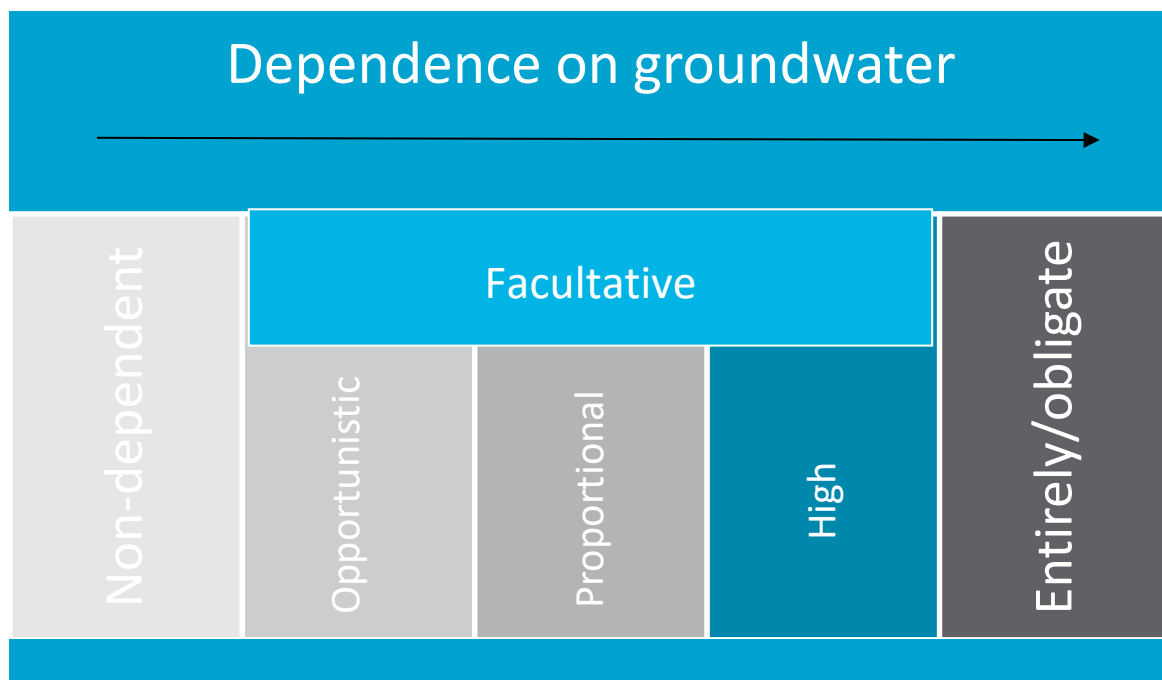 Dependence on groundwater
Non-dependent
Facultative
Opportunistic
Proportional
High
Entirely/obligate